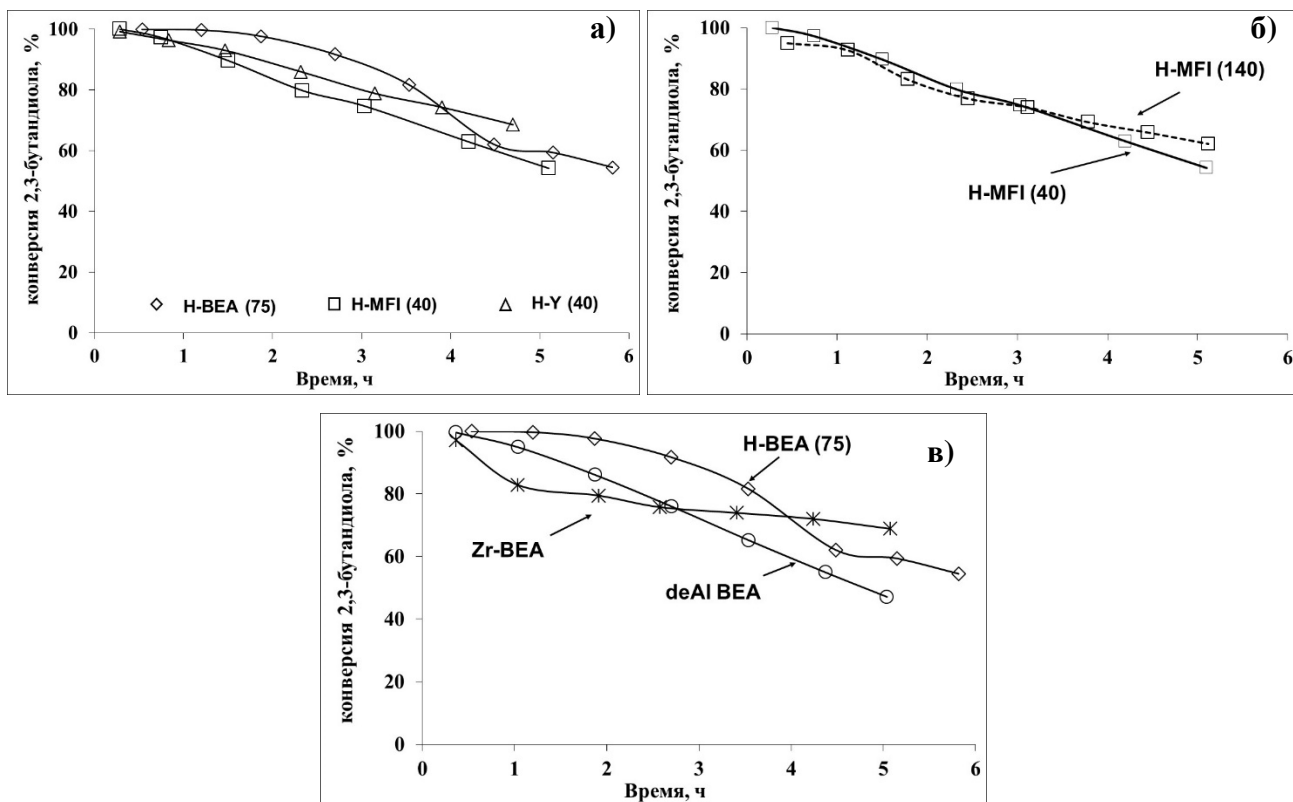 а)
конверсия 2,3-бутандиола, %
100
80
60
40
20
0
H-BEA (75) H-MFI (40) H-Y (40)
0 1 2 3 4 5 6
Время, ч
б)
конверсия 2,3-бутандиола, %
100
80
60
40
20
0
H-MFI (140)
H-MFI (40)
0 1 2 3 4 5 6
Время, ч
в)
конверсия 2,3-бутандиола, %
100
80
60
40
20
0
H-BEA (75)
Zr-BEA
deAl BEA
0 1 2 3 4 5 6
Время, ч